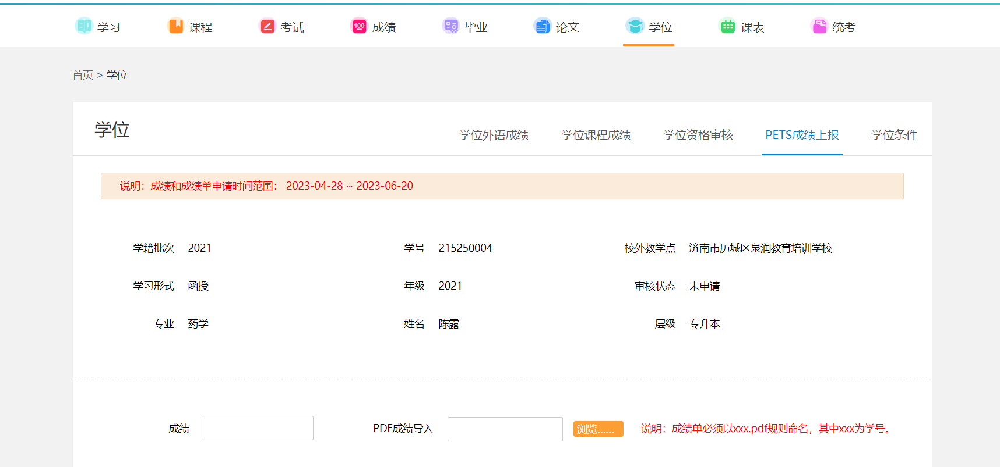 学习 课程 考试 100 成绩 毕业 论文 学位 课表 统考
首页 > 学位
学位
学位外语成绩 学位课程成绩 学位资格审核 PETS成绩上报 学位条件
说明：成绩和成绩单申请时间范围： 2023-04-28 ~ 2023-06-20
学籍批次 2021 学号 215250004 校外教学点 济南市历城区泉润教育培训学校
学习形式 函授 年级 2021 审核状态 未申请
专业 药学 姓名 陈露 层级 专升本
成绩 PDF成绩导入 浏览...... 说明：成绩单必须以xxx.pdf规则命名，其中xxx为学号。